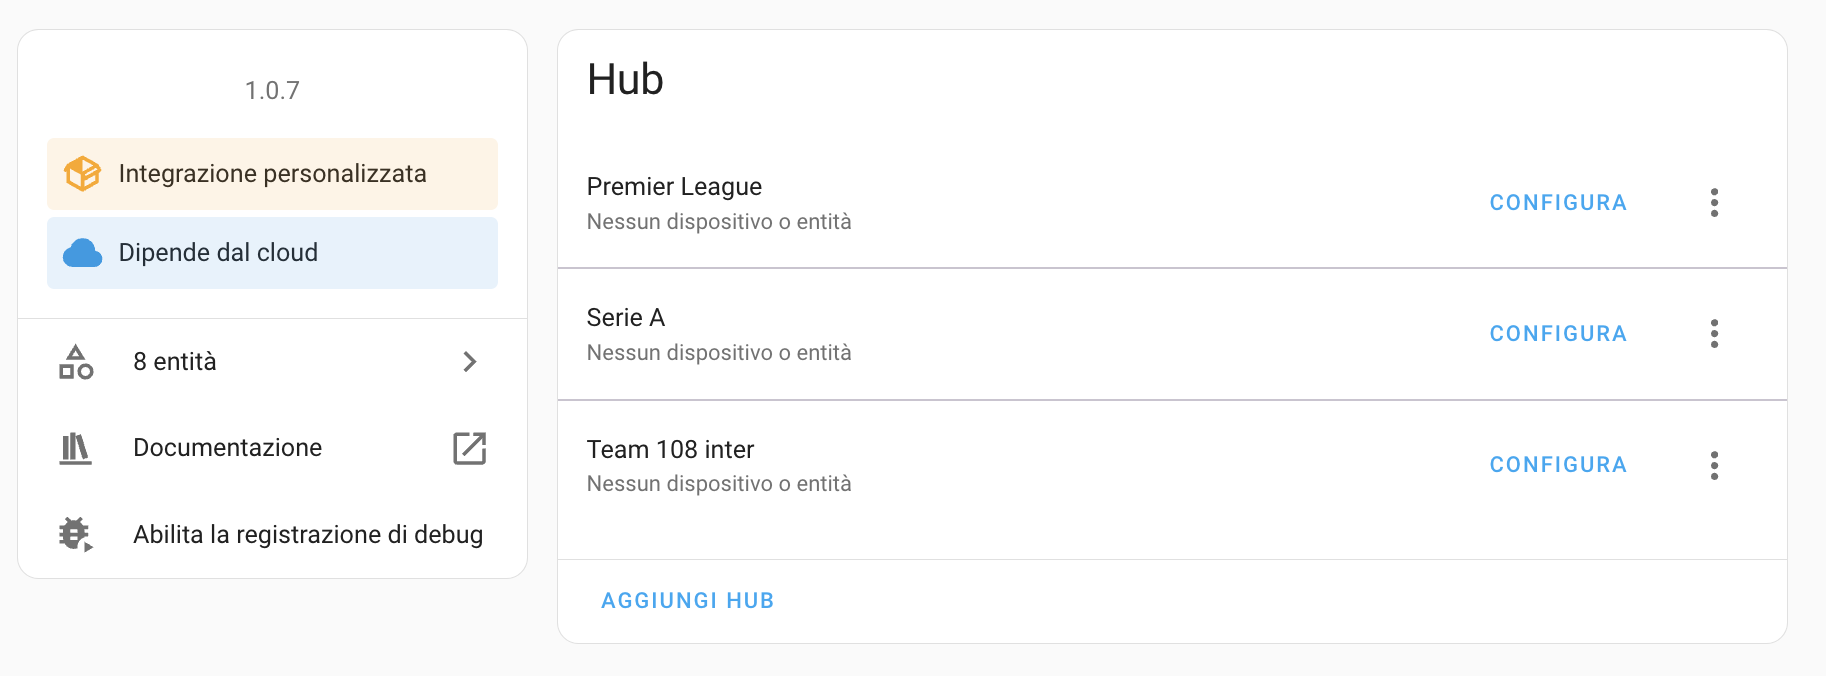 1.0.7
Integrazione personalizzata
Dipende dal cloud
8 entità
Documentazione
Abilita la registrazione di debug
Hub
Premier League
Nessun dispositivo o entità
CONFIGURA
Serie A
Nessun dispositivo o entità
CONFIGURA
Team 108 inter
Nessun dispositivo o entità
CONFIGURA
AGGIUNGI HUB